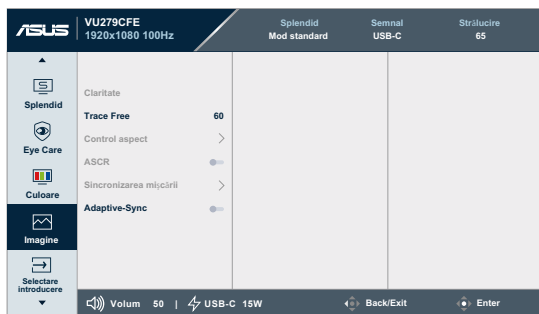 ASUS
VU279CFE
1920x1080 100Hz
Splendid
Mod standard
Semnal
USB-C
Strălucire
65
Splendid
Eye Care
Culoare
Imagine
Selectare
introducere
Claritate
Trace Free 60
Control aspect
ASCR
Sincronizarea mișcării
Adaptive-Sync
Volum 50 | USB-C 15W
Back/Exit
Enter